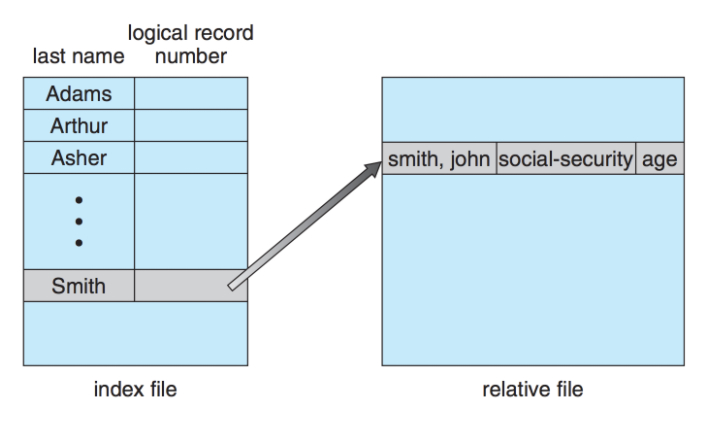 logical record
last name number
Adams
Arthur
Asher
Smith
index file
smith, john social-security age
relative file